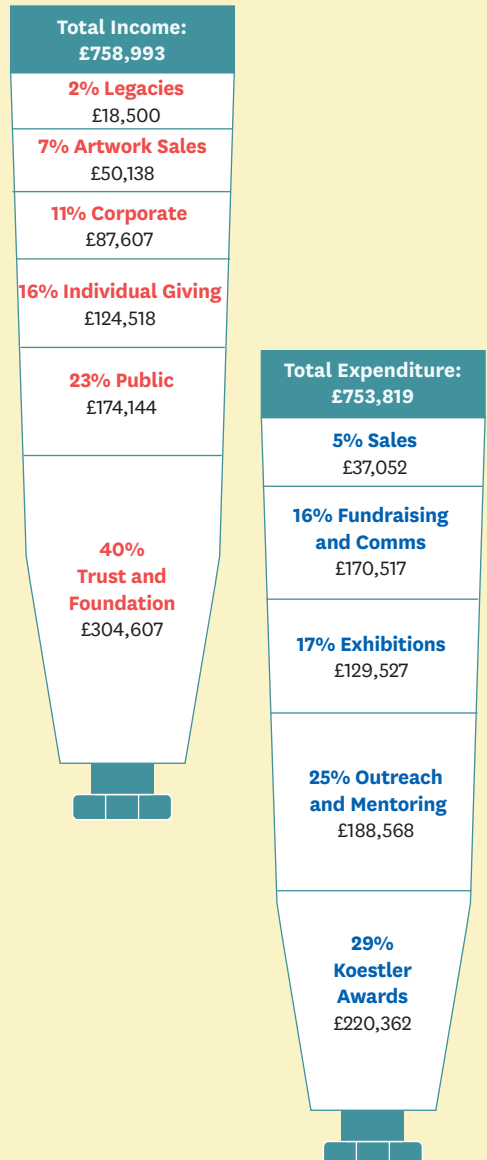 Total Income:
£758,993
2% Legacies
£18,500
7% Artwork Sales
£50,138
11% Corporate
£87,607
16% Individual Giving
£124,518
23% Public
£174,144
40%
Trust and
Foundation
£304,607
Total Expenditure:
£753,819
5% Sales
£37,052
16% Fundraising
and Comms
£170,517
17% Exhibitions
£129,527
25% Outreach
and Mentoring
£188,568
29%
Koestler
Awards
£220,362